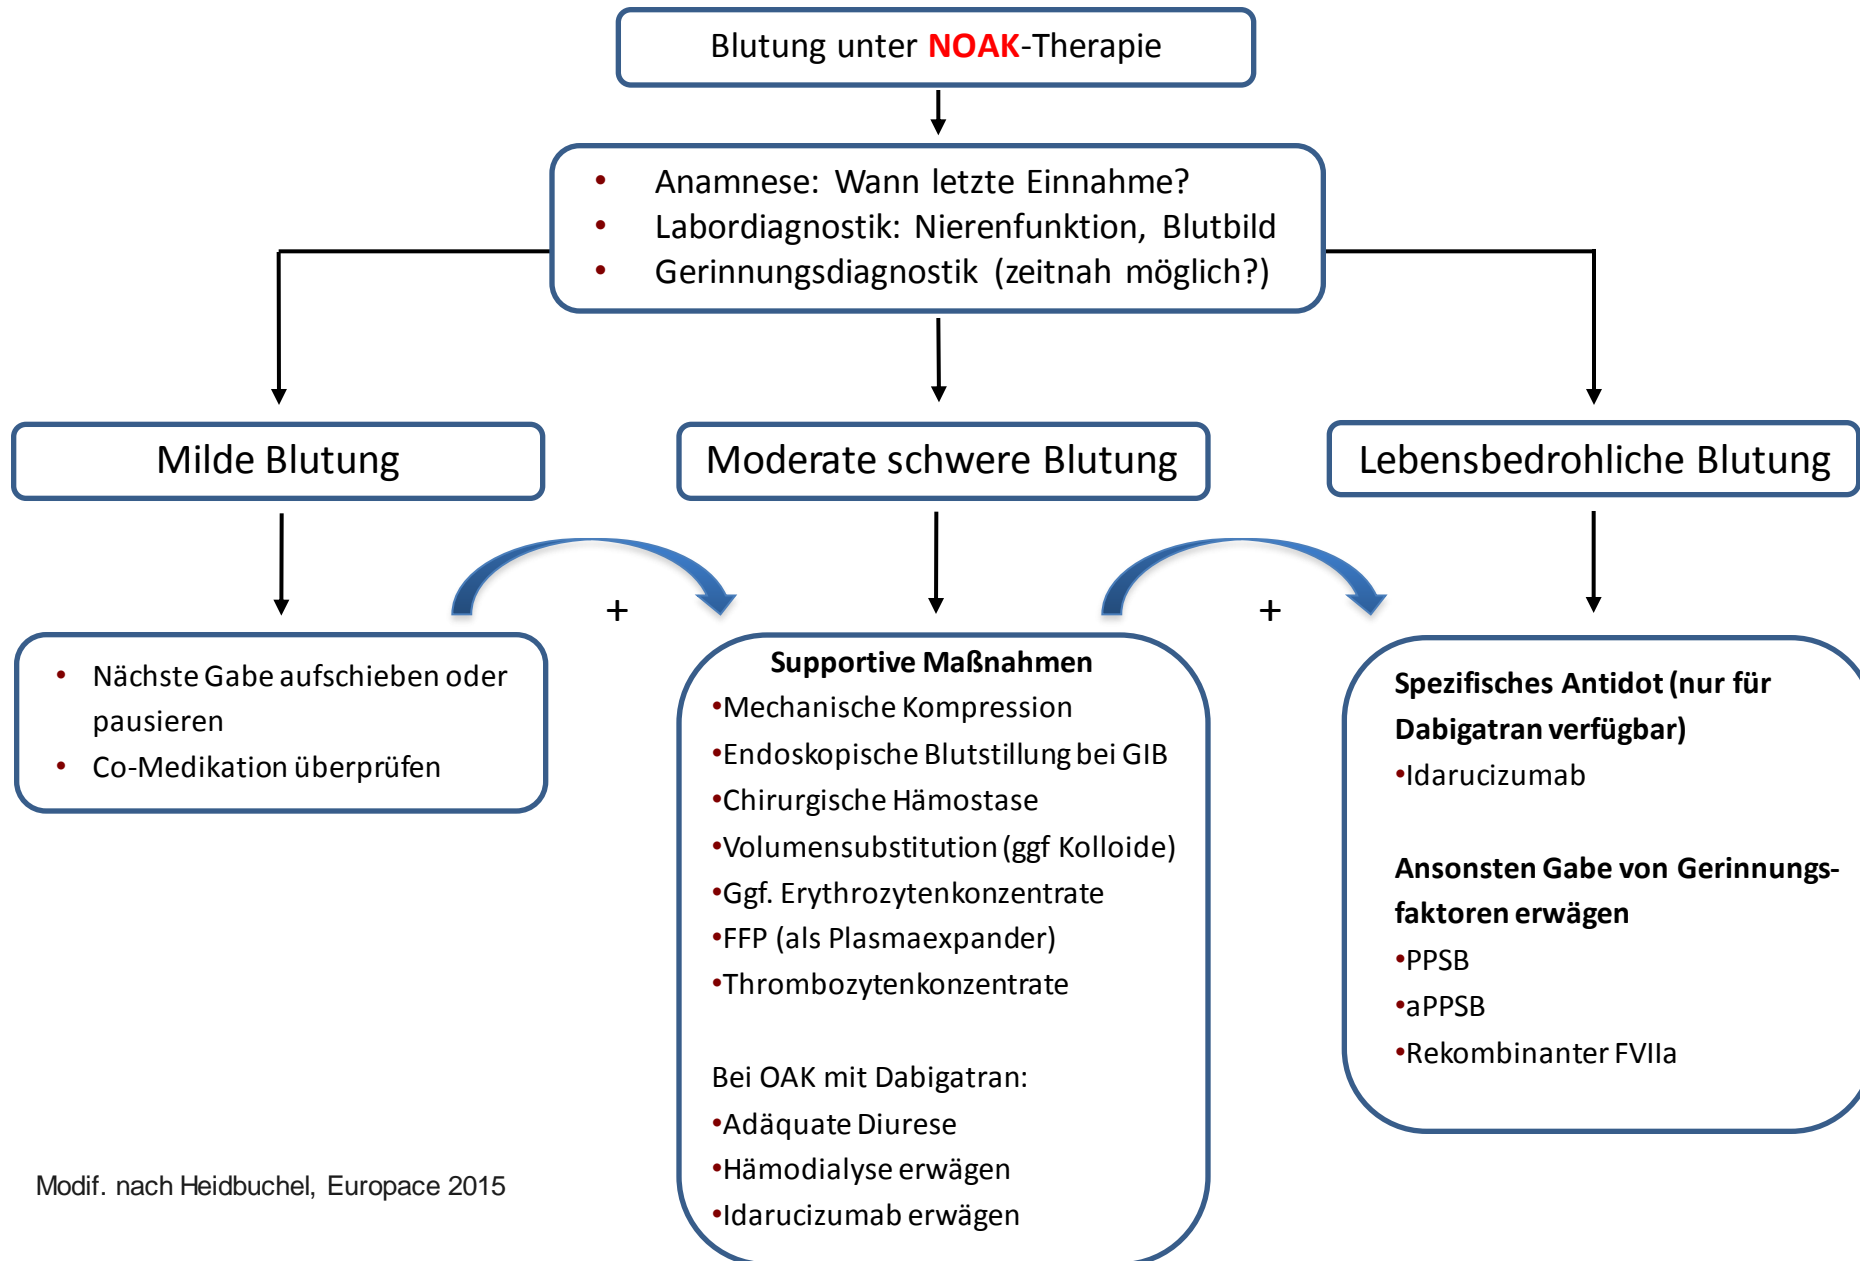 Blutung unter NOAK-Therapie
• Anamnese: Wann letzte Einnahme?
• Labordiagnostik: Nierenfunktion, Blutbild
• Gerinnungsdiagnostik (zeitnah möglich?)
Milde Blutung
Moderate schwere Blutung
Lebensbedrohliche Blutung
+
+
• Nächste Gabe aufschieben oder
pausieren
• Co-Medikation überprüfen
Supportive Maßnahmen
•Mechanische Kompression
•Endoskopische Blutstillung bei GIB
•Chirurgische Hämostase
•Volumensubstitution (ggf Kolloide)
•Ggf. Erythrozytenkonzentrate
•FFP (als Plasmaexpander)
•Thrombozytenkonzentrate
Bei OAK mit Dabigatran:
•Adäquate Diurese
•Hämodialyse erwägen
•Idarucizumab erwägen
Spezifisches Antidot (nur für
Dabigatran verfügbar)
•Idarucizumab
Ansonsten Gabe von Gerinnungs-
faktoren erwägen
•PPSB
•aPPSB
•Rekombinanter FVIIa
Modif. nach Heidbuchel, Europace 2015